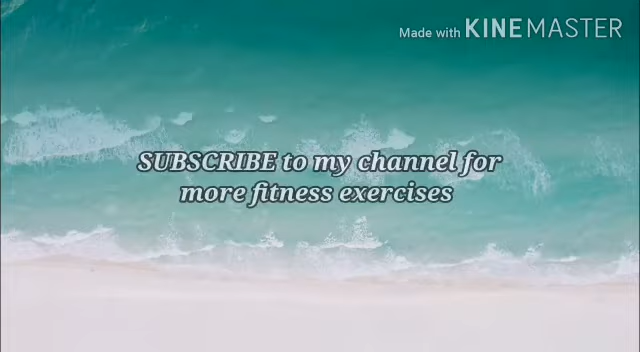 Made with KINEMASTER
SUBSCRIBE to my channel for
more fitness exercises